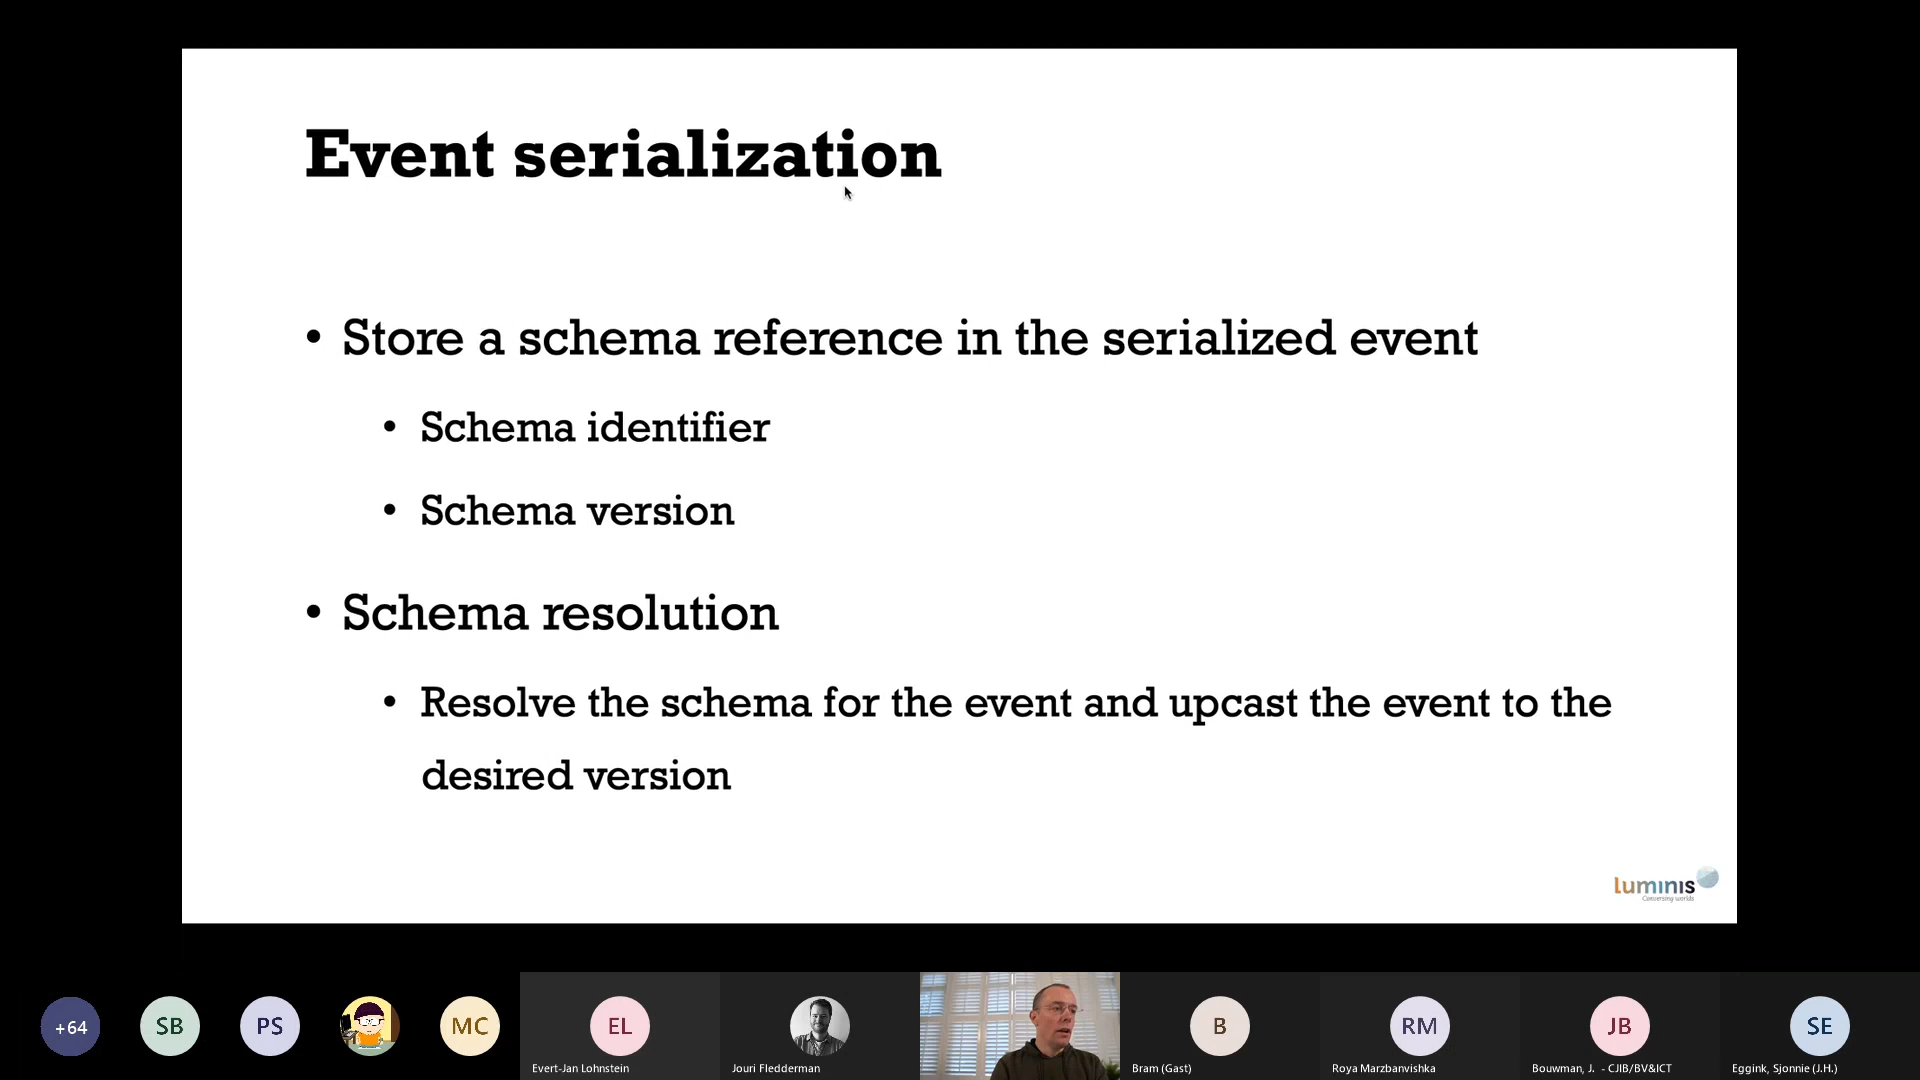 Event serialization
• Store a schema reference in the serialized event
• Schema identifier
• Schema version
• Schema resolution
• Resolve the schema for the event and upcast the event to the
desired version
luminis
Conversing worlds
+64
SB
PS
MC
EL
B
RM
JB
SE
Evert-Jan Lohnstein
Jouri Fledderman
Bram (Gast)
Roya Marzbanvishka
Bouwman, J. - CJIB/BV&ICT
Eggink, Sjonnie (J.H.)